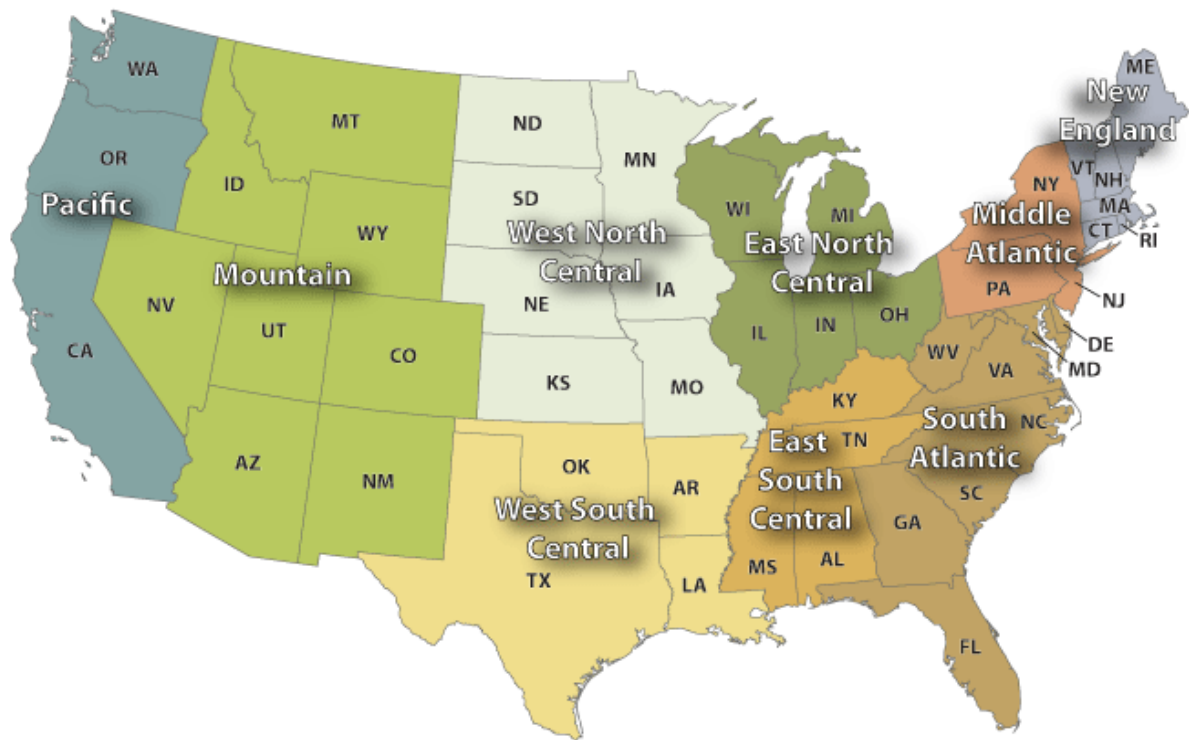 WA
OR
Pacific
CA
MT
ID
WY
Mountain
NV
UT
CO
AZ
NM
ND
MN
SD
West North
Central
NE
IA
KS
MO
WI
MI
East North
Central
IL
IN
OH
ME
New
England
VT
NH
MA
CT
RI
NY
Middle
Atlantic
PA
NJ
DE
MD
WV
VA
South
Atlantic
NC
SC
GA
FL
KY
TN
East
South
Central
MS
AL
OK
AR
West South
Central
TX
LA